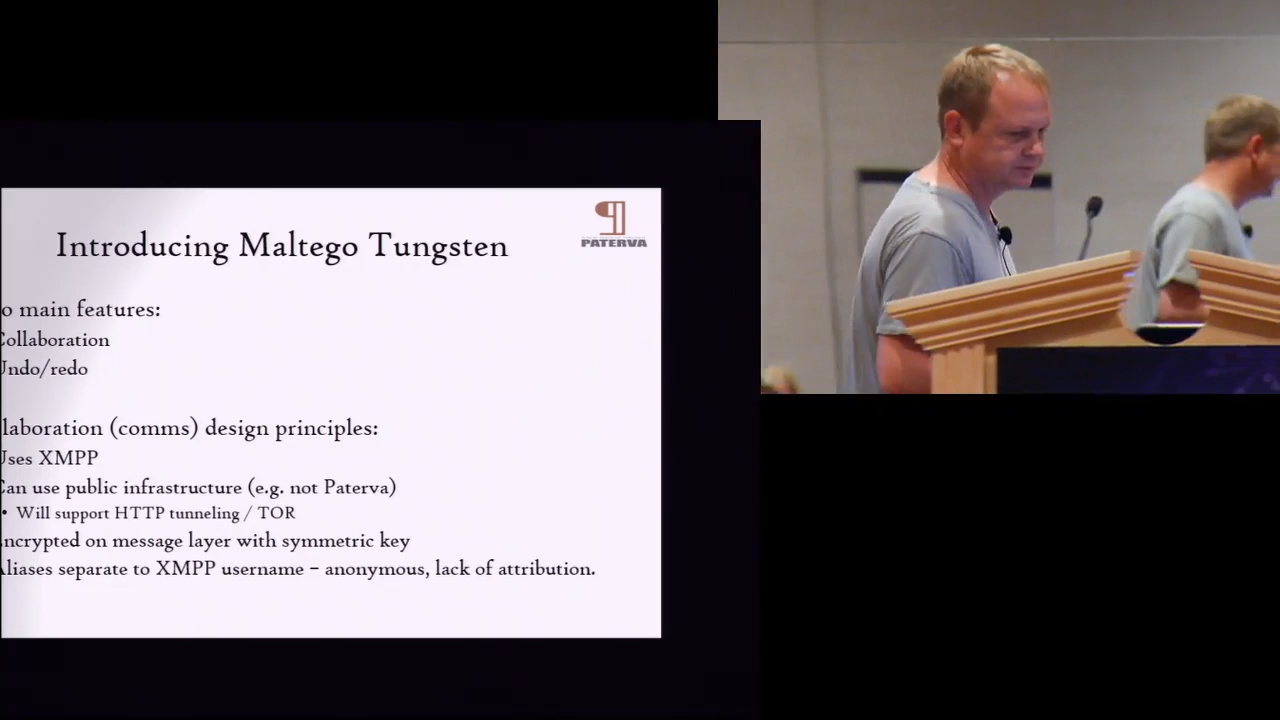 Introducing Maltego Tungsten
PATERVA
o main features:
Collaboration
Undo/redo
laboration (comms) design principles:
Uses XMPP
Can use public infrastructure (e.g. not Paterva)
• Will support HTTP tunneling / TOR
Encrypted on message layer with symmetric key
Aliases separate to XMPP username – anonymous, lack of attribution.